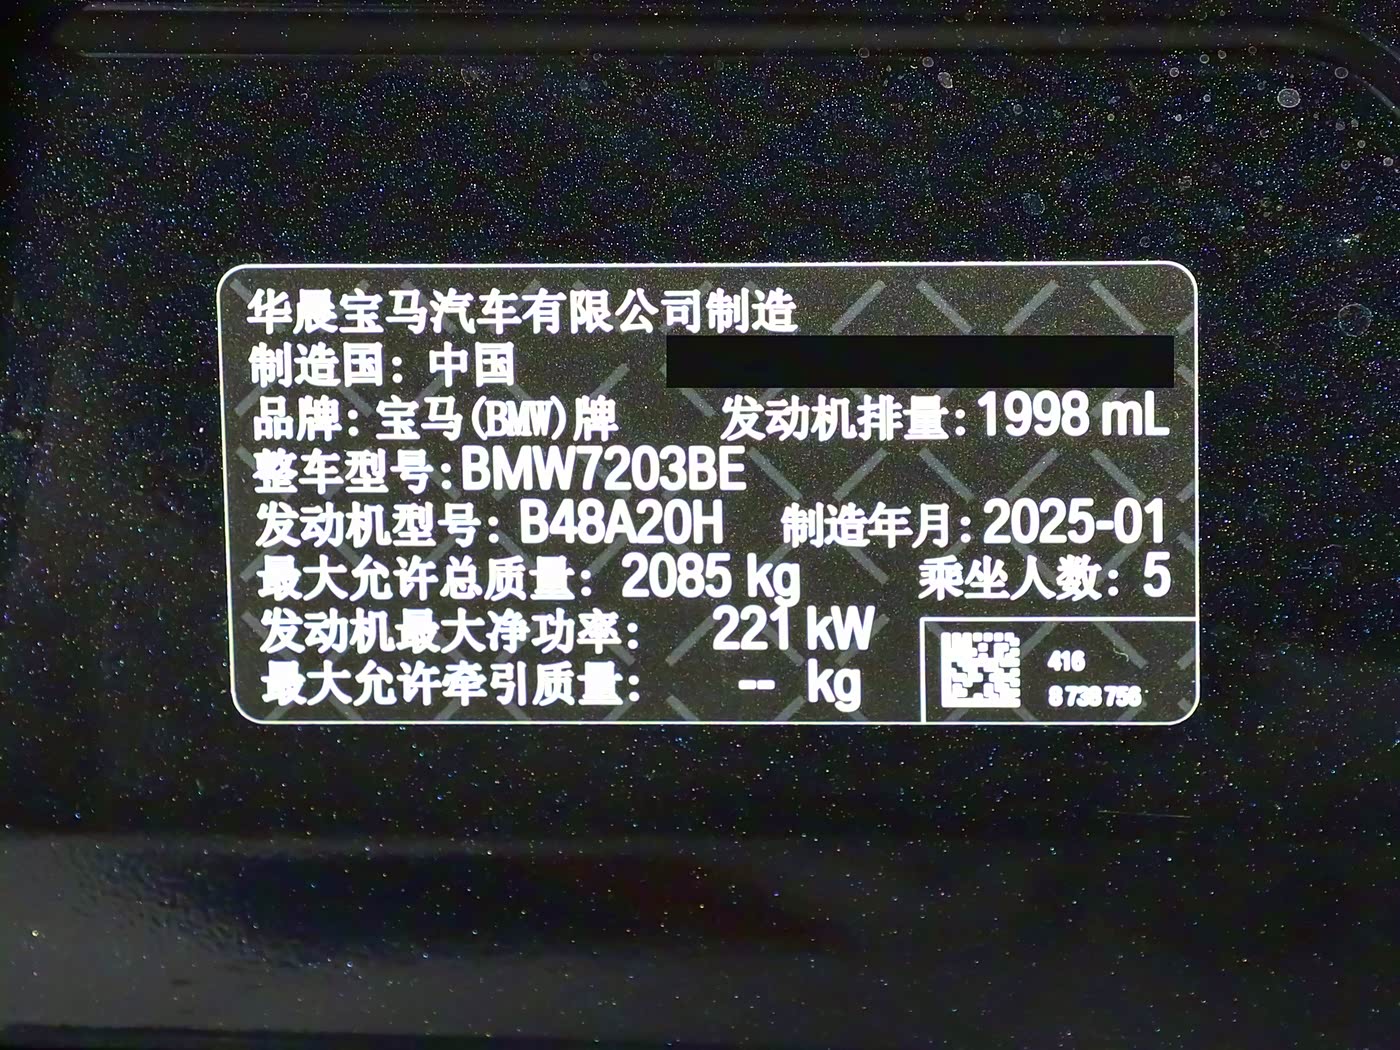 华晨宝马汽车有限公司制造
制造国：中国
品牌：宝马(BMW)牌 发动机排量：1998 mL
整车型号：BMW7203BE
发动机型号：B48A20H 制造年月：2025-01
最大允许总质量：2085 kg 乘坐人数：5
发动机最大净功率：221 kW
最大允许牵引质量：-- kg
416
8 738 756